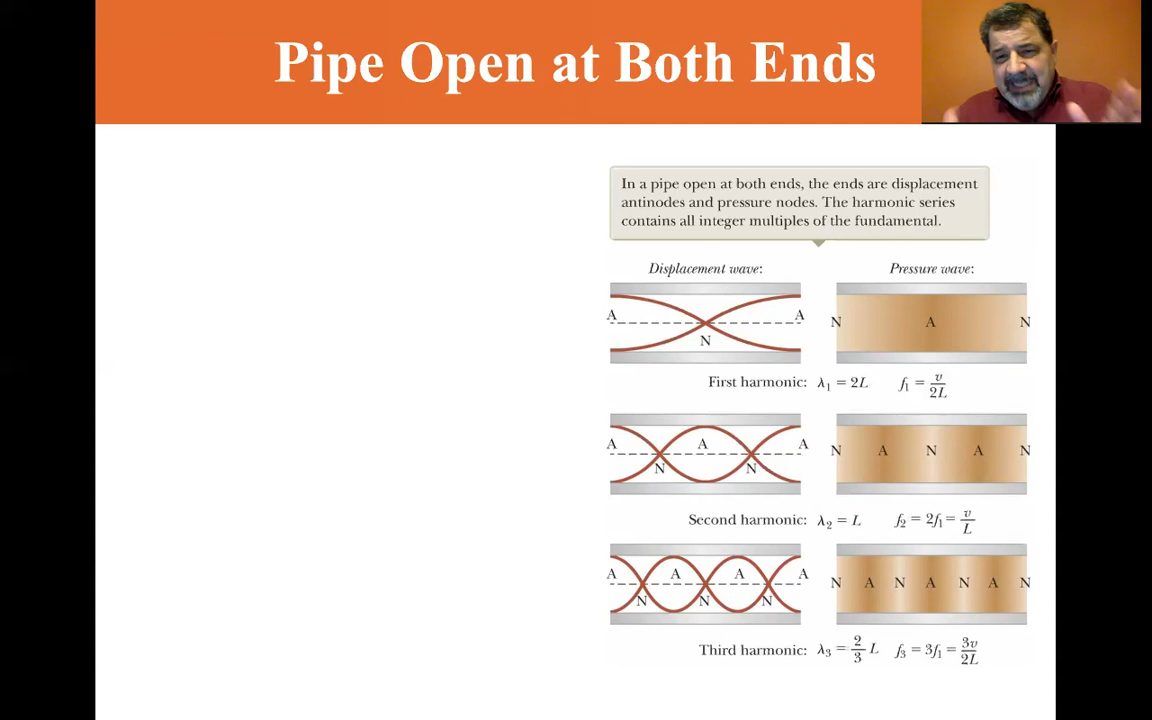 Pipe Open at Both Ends
In a pipe open at both ends, the ends are displacement
antinodes and pressure nodes. The harmonic series
contains all integer multiples of the fundamental.
Displacement wave: Pressure wave:
A A N A N
N
First harmonic: λ₁ = 2L f₁ = v/2L
A A A N A N A N
N N
Second harmonic: λ₂ = L f₂ = 2f₁ = v/L
A A A A N A N A N A N
N N N
Third harmonic: λ₃ = 2/3 L f₃ = 3f₁ = 3v/2L